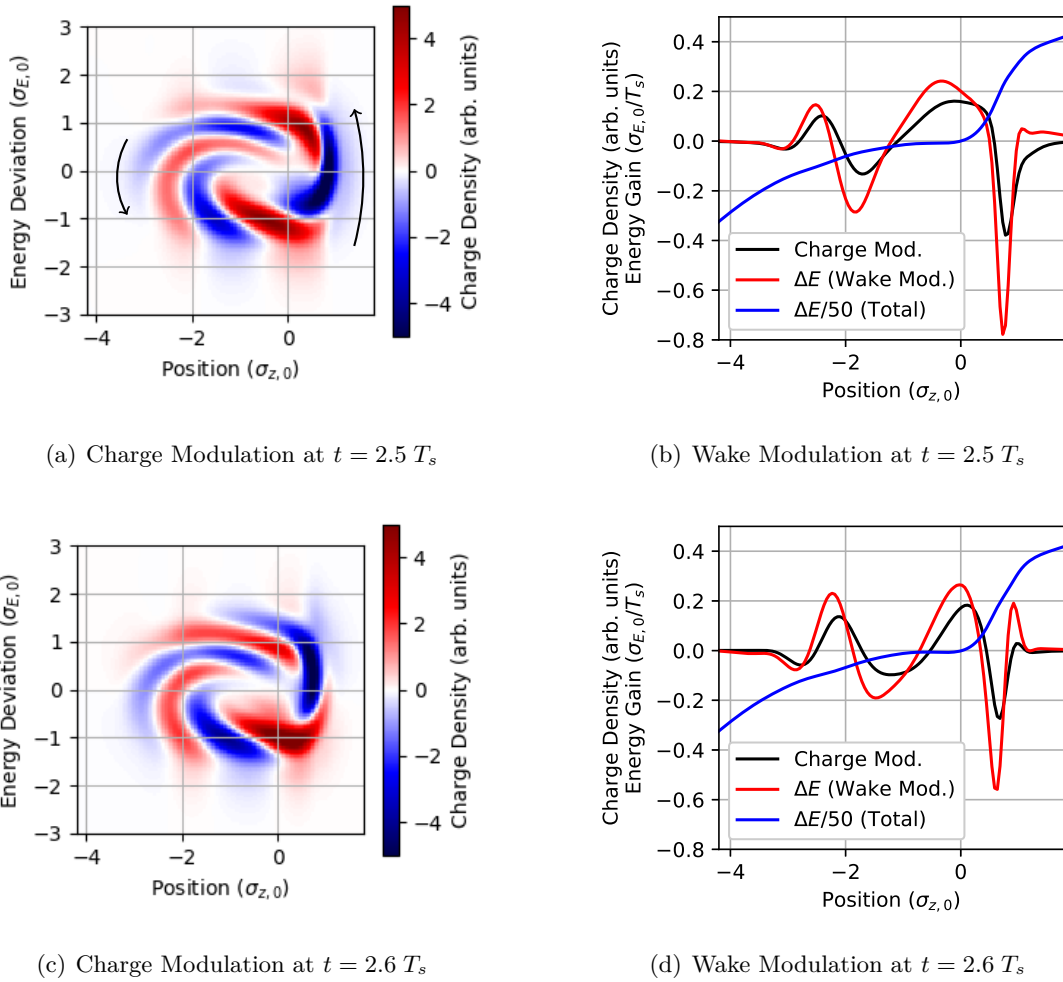 3
2
1
0
−1
−2
−3
−4
−2
0
Energy Deviation (σE,0)
Position (σz,0)
4
2
0
−2
−4
Charge Density (arb. units)
0.4
0.2
0.0
−0.2
−0.4
−0.6
−0.8
−4
−2
0
Charge Density (arb. units)
Energy Gain (σE,0/Ts)
Position (σz,0)
Charge Mod.
ΔE (Wake Mod.)
ΔE/50 (Total)
(a) Charge Modulation at t = 2.5 Ts
(b) Wake Modulation at t = 2.5 Ts
3
2
1
0
−1
−2
−3
−4
−2
0
Energy Deviation (σE,0)
Position (σz,0)
4
2
0
−2
−4
Charge Density (arb. units)
0.4
0.2
0.0
−0.2
−0.4
−0.6
−0.8
−4
−2
0
Charge Density (arb. units)
Energy Gain (σE,0/Ts)
Position (σz,0)
Charge Mod.
ΔE (Wake Mod.)
ΔE/50 (Total)
(c) Charge Modulation at t = 2.6 Ts
(d) Wake Modulation at t = 2.6 Ts